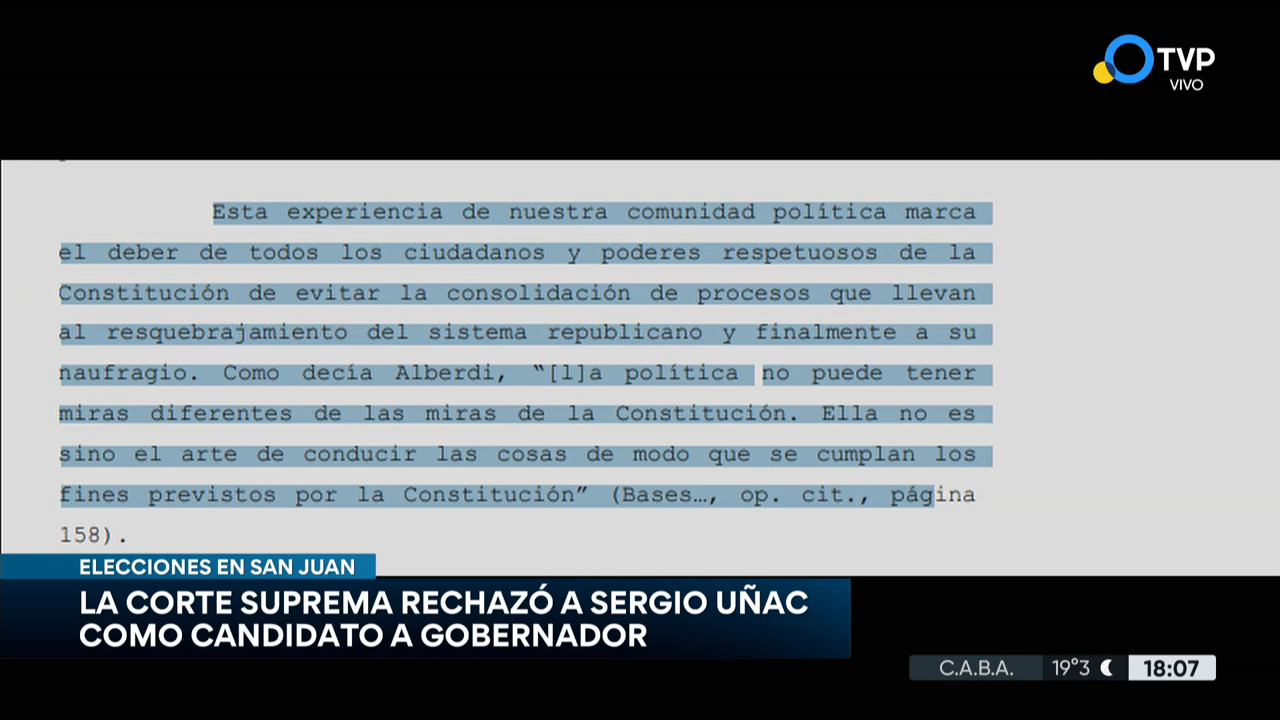 TVP
VIVO
Esta experiencia de nuestra comunidad política marca
el deber de todos los ciudadanos y poderes respetuosos de la
Constitución de evitar la consolidación de procesos que llevan
al resquebrajamiento del sistema republicano y finalmente a su
naufragio. Como decía Alberdi, “[l]a política no puede tener
miras diferentes de las miras de la Constitución. Ella no es
sino el arte de conducir las cosas de modo que se cumplan los
fines previstos por la Constitución” (Bases…, op. cit., página
158).
ELECCIONES EN SAN JUAN
LA CORTE SUPREMA RECHAZÓ A SERGIO UÑAC
COMO CANDIDATO A GOBERNADOR
C.A.B.A. 19°3 18:07